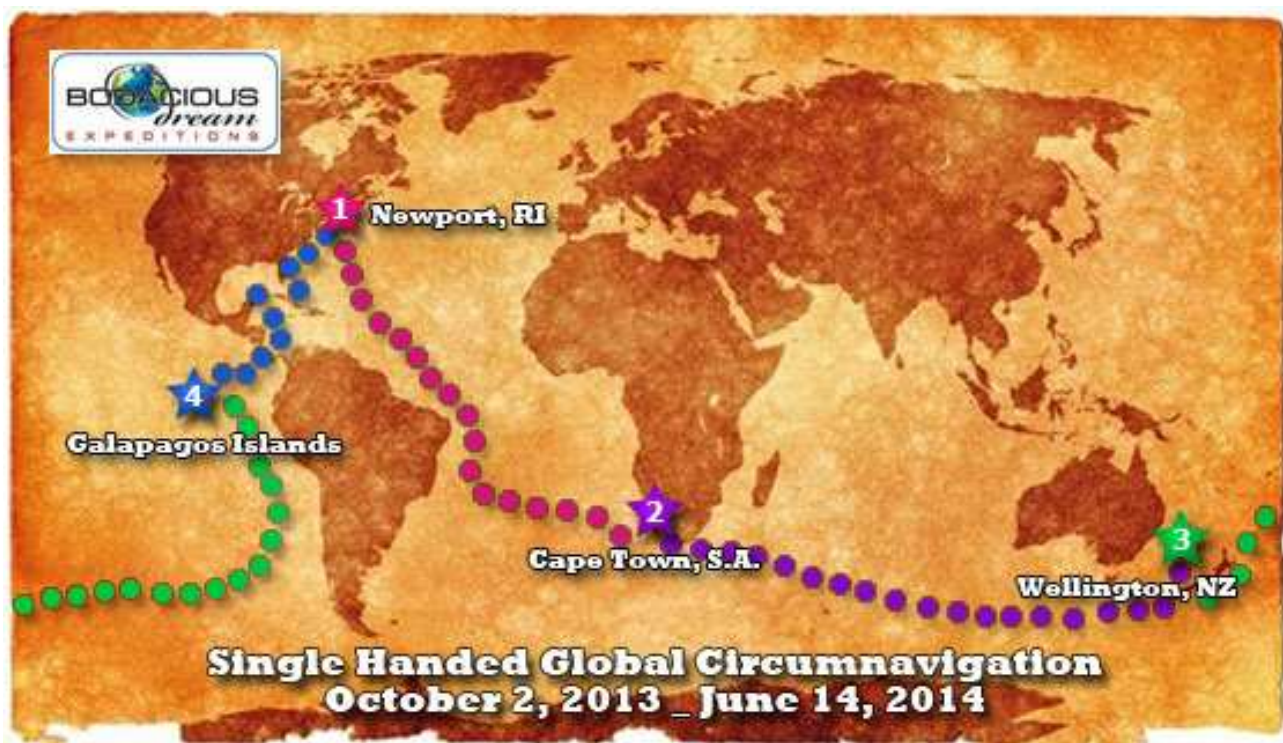 BODACIOUS
dream
EXPEDITIONS
1
Newport, RI
4
Galapagos Islands
2
Cape Town, S.A.
3
Wellington, NZ
Single Handed Global Circumnavigation
October 2, 2013 _ June 14, 2014